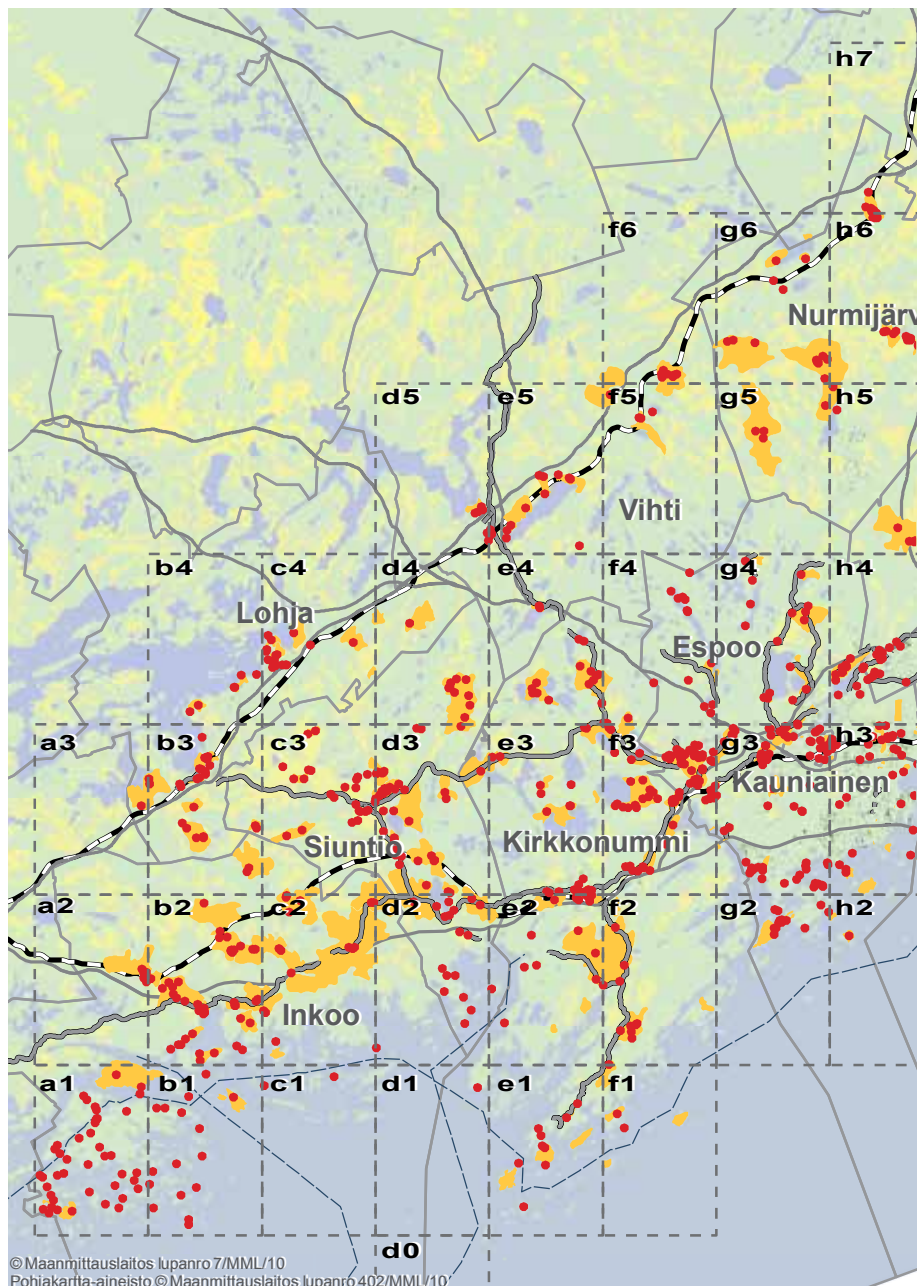 h7
f6 g6 h6
Nurmijärv
d5 e5 f5 g5 h5
Vihti
b4 c4 d4 e4 f4 g4 h4
Lohja
Espoo
a3 b3 c3 d3 e3 f3 g3 h3
Kauniainen
Siuntio Kirkkonummi
a2 b2 c2 d2 e2 f2 g2 h2
Inkoo
a1 b1 c1 d1 e1 f1
d0
© Maanmittauslaitos lupanro 7/MML/10
Pohjakartta-aineisto © Maanmittauslaitos lupanro 402/MML/10/